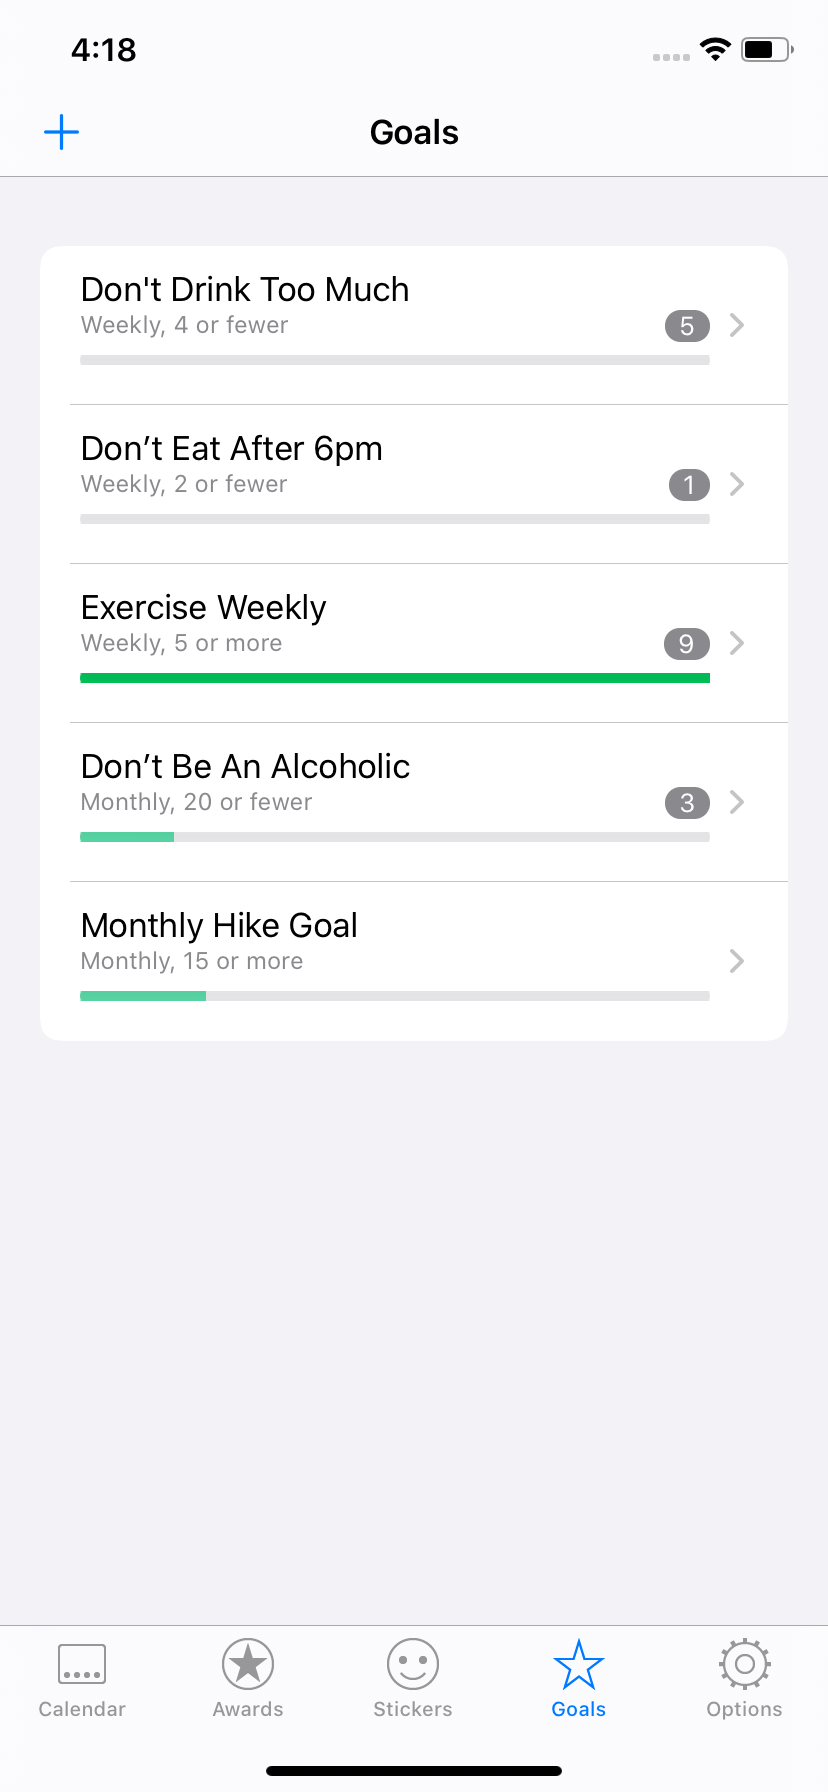 4:18
Goals
Don't Drink Too Much
Weekly, 4 or fewer
5
Don’t Eat After 6pm
Weekly, 2 or fewer
1
Exercise Weekly
Weekly, 5 or more
9
Don’t Be An Alcoholic
Monthly, 20 or fewer
3
Monthly Hike Goal
Monthly, 15 or more
Calendar
Awards
Stickers
Goals
Options